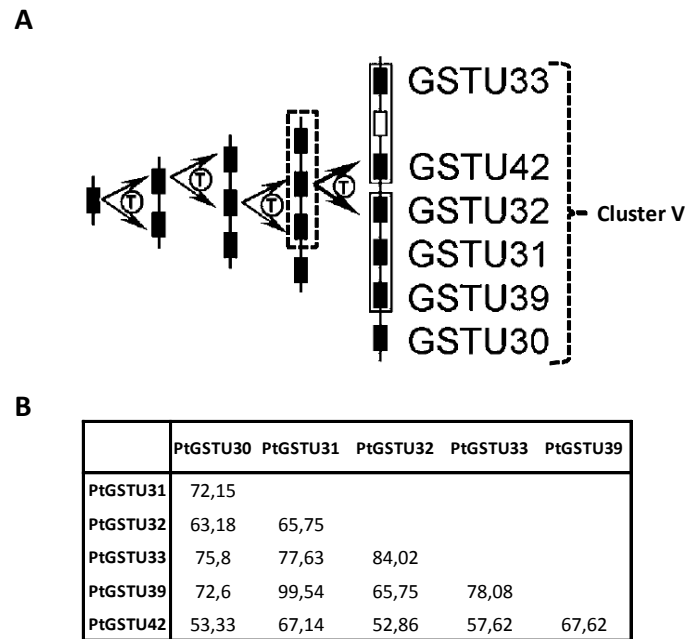 A
T T T T
GSTU33
GSTU42
GSTU32
GSTU31
GSTU39
GSTU30
Cluster V
B
PtGSTU30 PtGSTU31 PtGSTU32 PtGSTU33 PtGSTU39
PtGSTU31 72,15
PtGSTU32 63,18 65,75
PtGSTU33 75,8 77,63 84,02
PtGSTU39 72,6 99,54 65,75 78,08
PtGSTU42 53,33 67,14 52,86 57,62 67,62